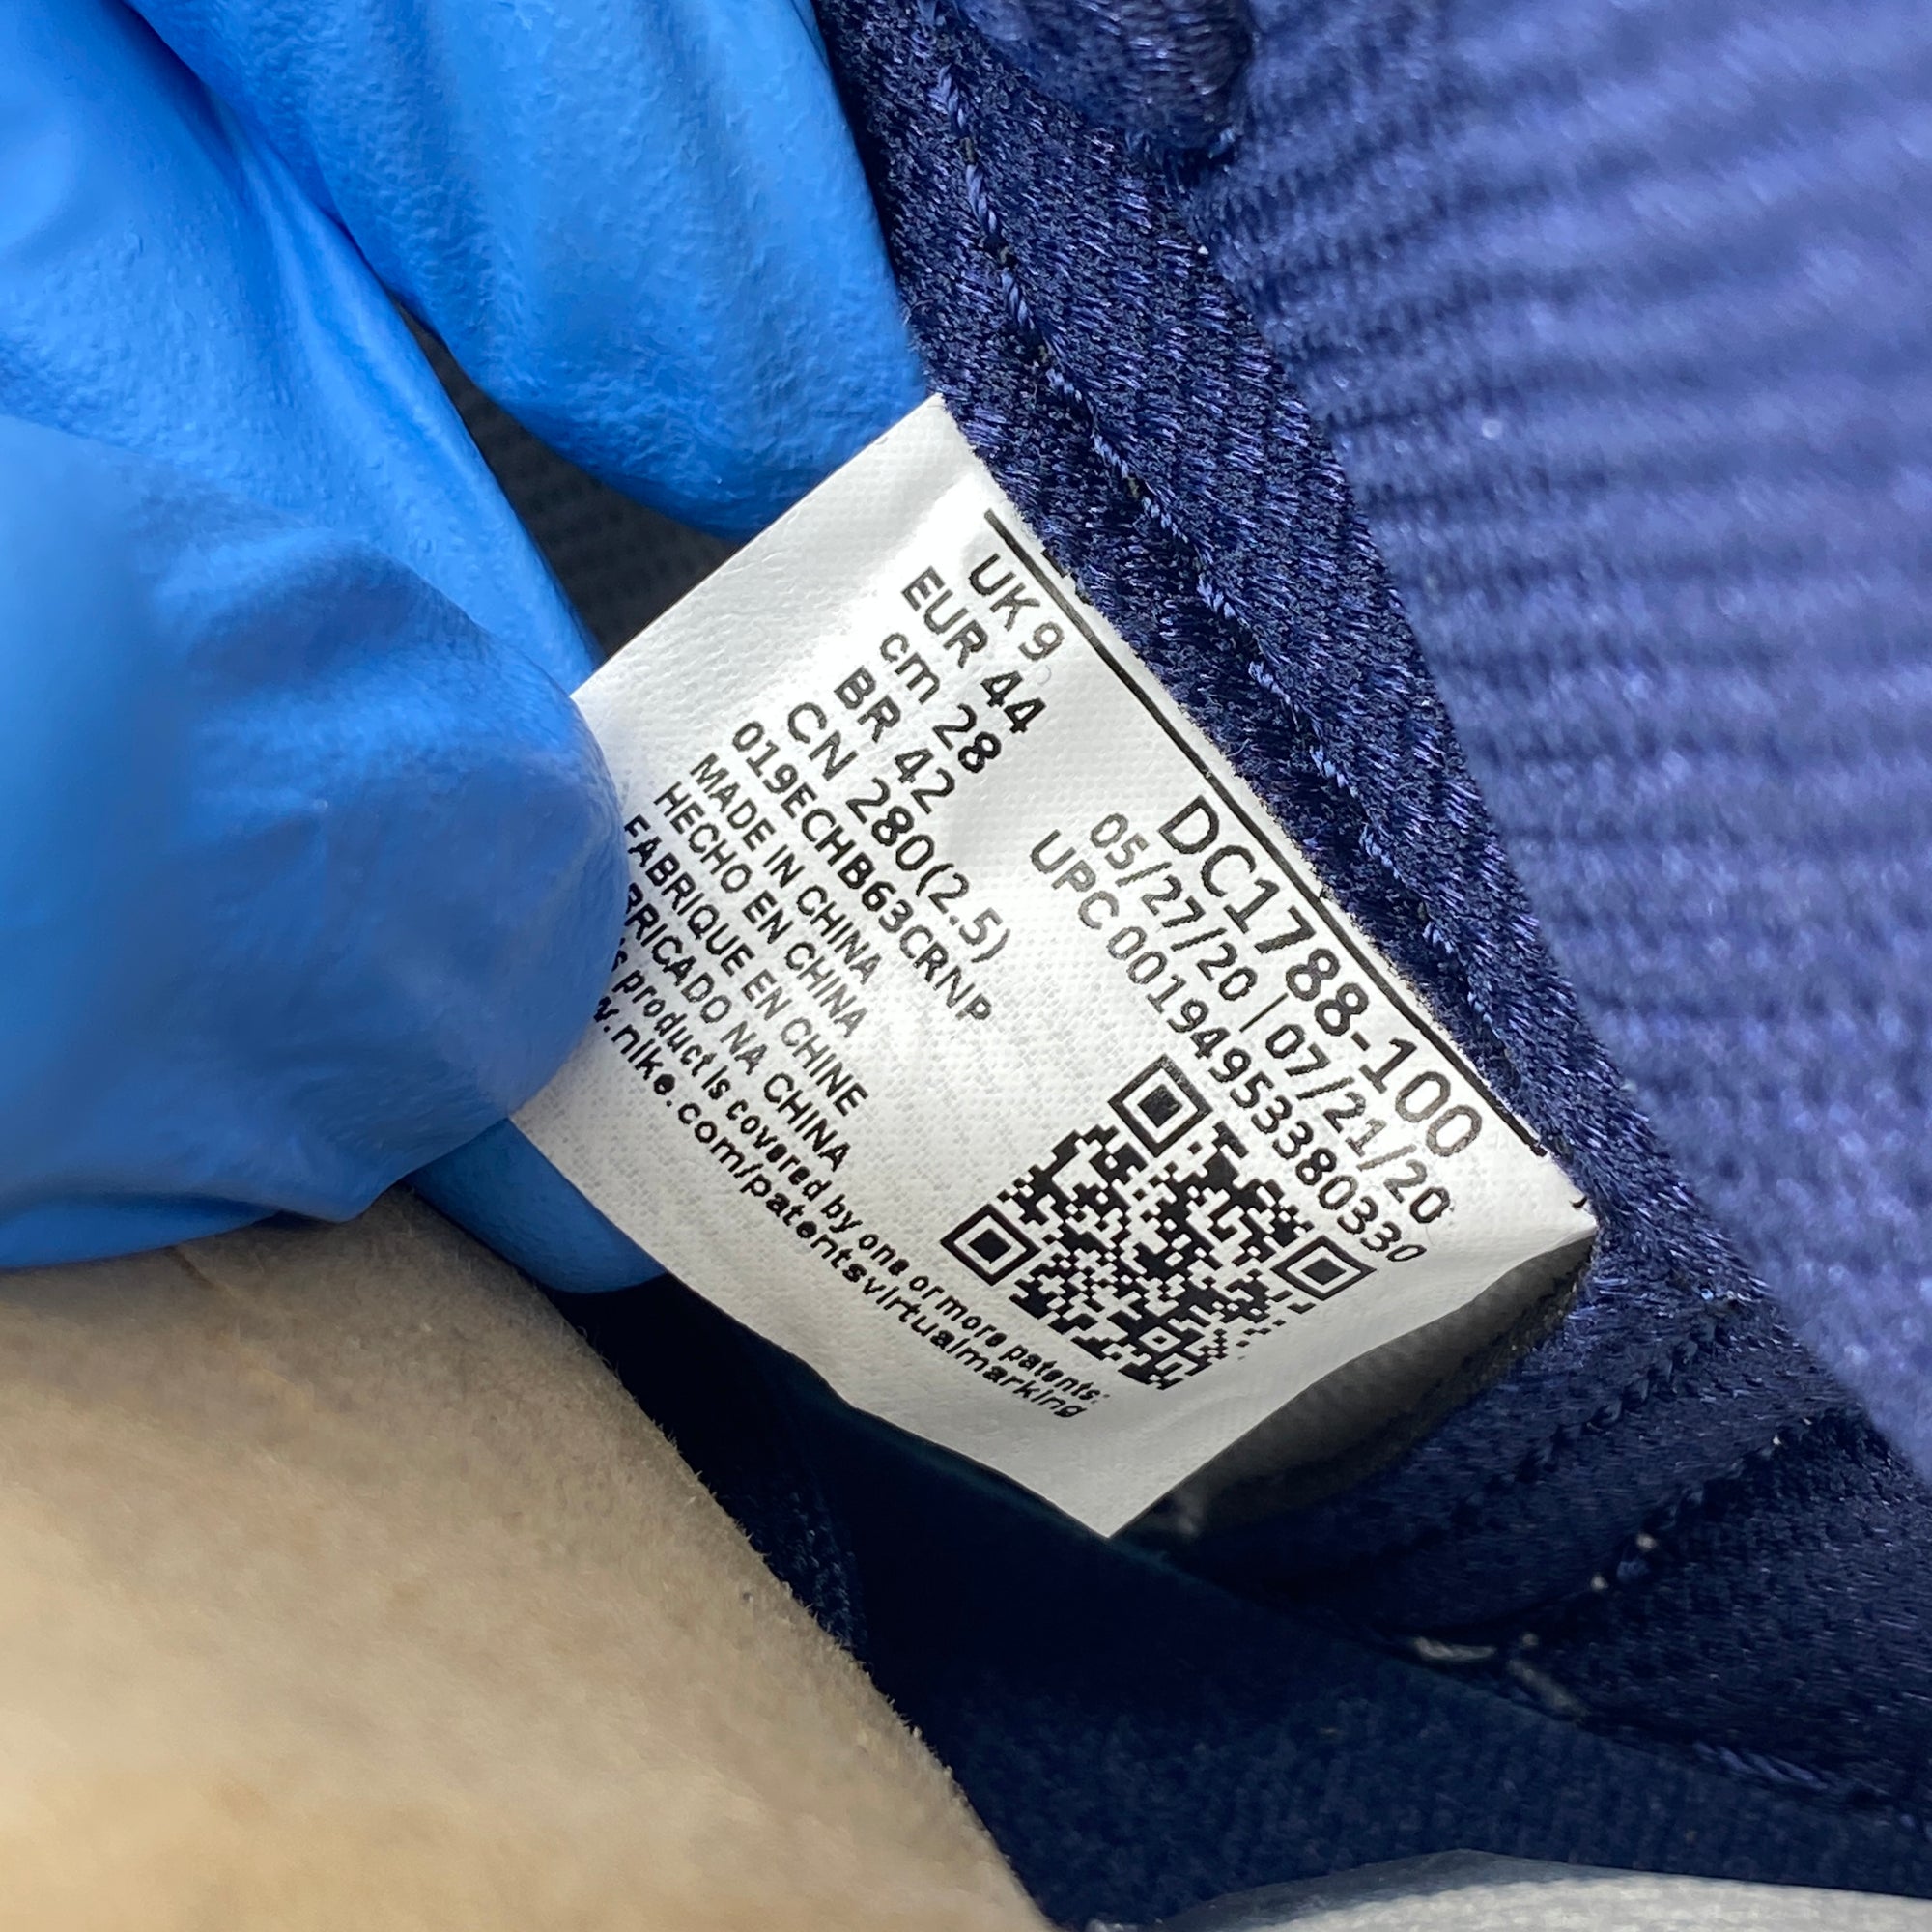 UK 9
EUR 44
cm 28
BR 42
CN 280(2.5)
019ECHB63CRNP
MADE IN CHINA
HECHO EN CHINA
FABRIQUE EN CHINE
BRICADO NA CHINA
s product is covered by one or more patents:
w.nike.com/patentsvirtualmarking
DC1788-100
05/27/20 | 07/21/20
UPC 00194953380330